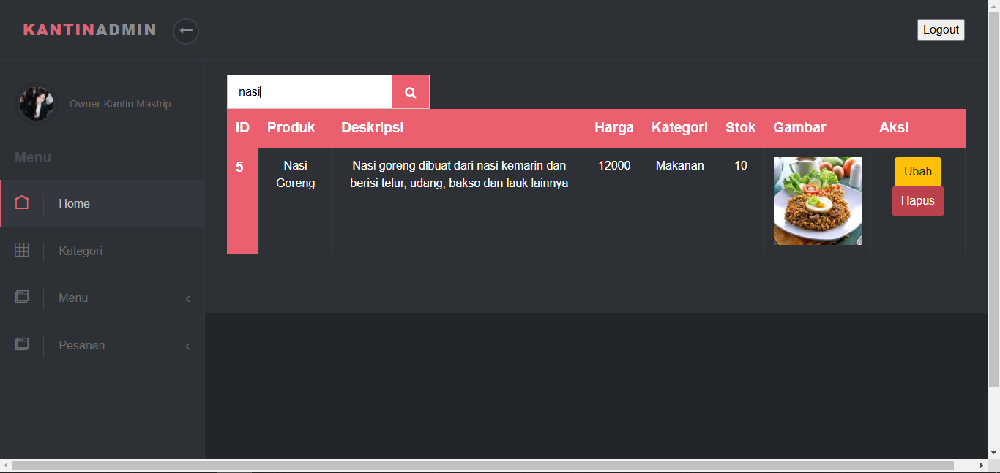 KANTINADMIN
Logout
Owner Kantin Mastrip
Menu
Home
Kategori
Menu
Pesanan
nasi
ID Produk Deskripsi Harga Kategori Stok Gambar Aksi
5 Nasi Nasi goreng dibuat dari nasi kemarin dan 12000 Makanan 10 Ubah
Goreng berisi telur, udang, bakso dan lauk lainnya
Hapus